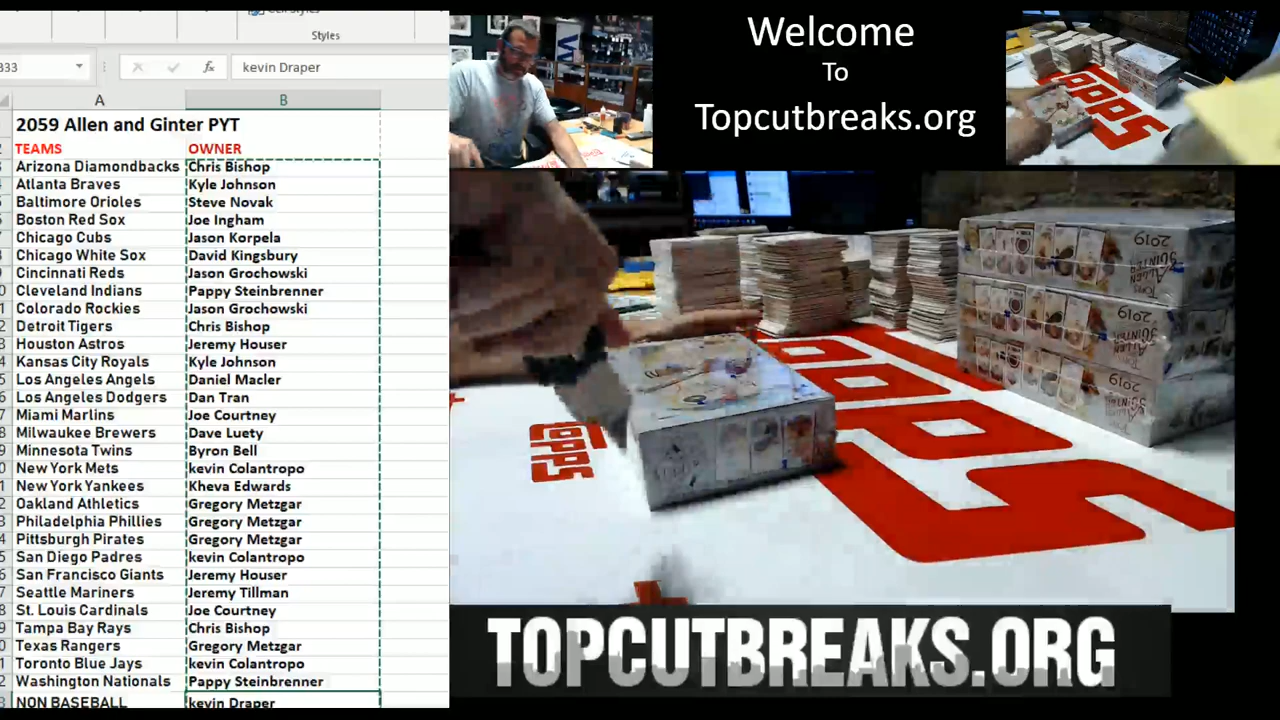 Styles
B33
fx
kevin Draper
A
B
2059 Allen and Ginter PYT
TEAMS OWNER
Arizona Diamondbacks Chris Bishop
Atlanta Braves Kyle Johnson
Baltimore Orioles Steve Novak
Boston Red Sox Joe Ingham
Chicago Cubs Jason Korpela
Chicago White Sox David Kingsbury
Cincinnati Reds Jason Grochowski
Cleveland Indians Pappy Steinbrenner
Colorado Rockies Jason Grochowski
Detroit Tigers Chris Bishop
Houston Astros Jeremy Houser
Kansas City Royals Kyle Johnson
Los Angeles Angels Daniel Macler
Los Angeles Dodgers Dan Tran
Miami Marlins Joe Courtney
Milwaukee Brewers Dave Luety
Minnesota Twins Byron Bell
New York Mets kevin Colantropo
New York Yankees Kheva Edwards
Oakland Athletics Gregory Metzgar
Philadelphia Phillies Gregory Metzgar
Pittsburgh Pirates Gregory Metzgar
San Diego Padres kevin Colantropo
San Francisco Giants Jeremy Houser
Seattle Mariners Jeremy Tillman
St. Louis Cardinals Joe Courtney
Tampa Bay Rays Chris Bishop
Texas Rangers Gregory Metzgar
Toronto Blue Jays kevin Colantropo
Washington Nationals Pappy Steinbrenner
NON BASEBALL kevin Draper
Welcome
To
Topcutbreaks.org
Topps
2019
2019
2019
topps
Topps
TOPCUTBREAKS.ORG